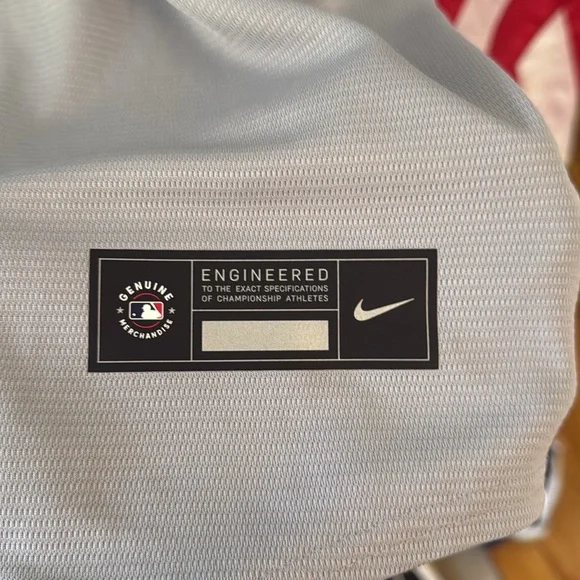 GENUINE
MERCHANDISE
ENGINEERED
TO THE EXACT SPECIFICATIONS
OF CHAMPIONSHIP ATHLETES